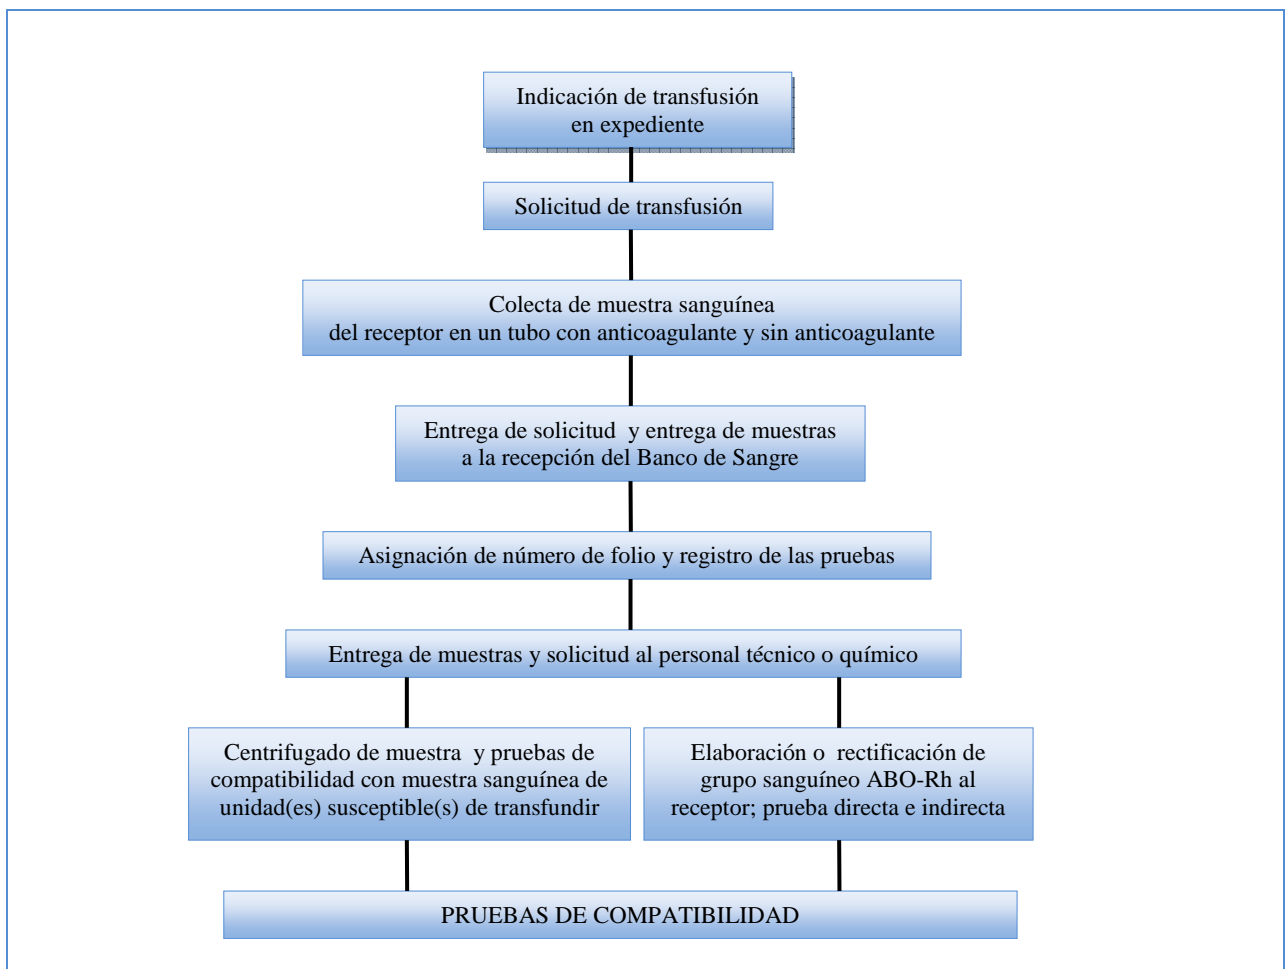 Indicación de transfusión
en expediente
Solicitud de transfusión
Colecta de muestra sanguínea
del receptor en un tubo con anticoagulante y sin anticoagulante
Entrega de solicitud y entrega de muestras
a la recepción del Banco de Sangre
Asignación de número de folio y registro de las pruebas
Entrega de muestras y solicitud al personal técnico o químico
Centrifugado de muestra y pruebas de
compatibilidad con muestra sanguínea de
unidad(es) susceptible(s) de transfundir
Elaboración o rectificación de
grupo sanguíneo ABO-Rh al
receptor; prueba directa e indirecta
PRUEBAS DE COMPATIBILIDAD